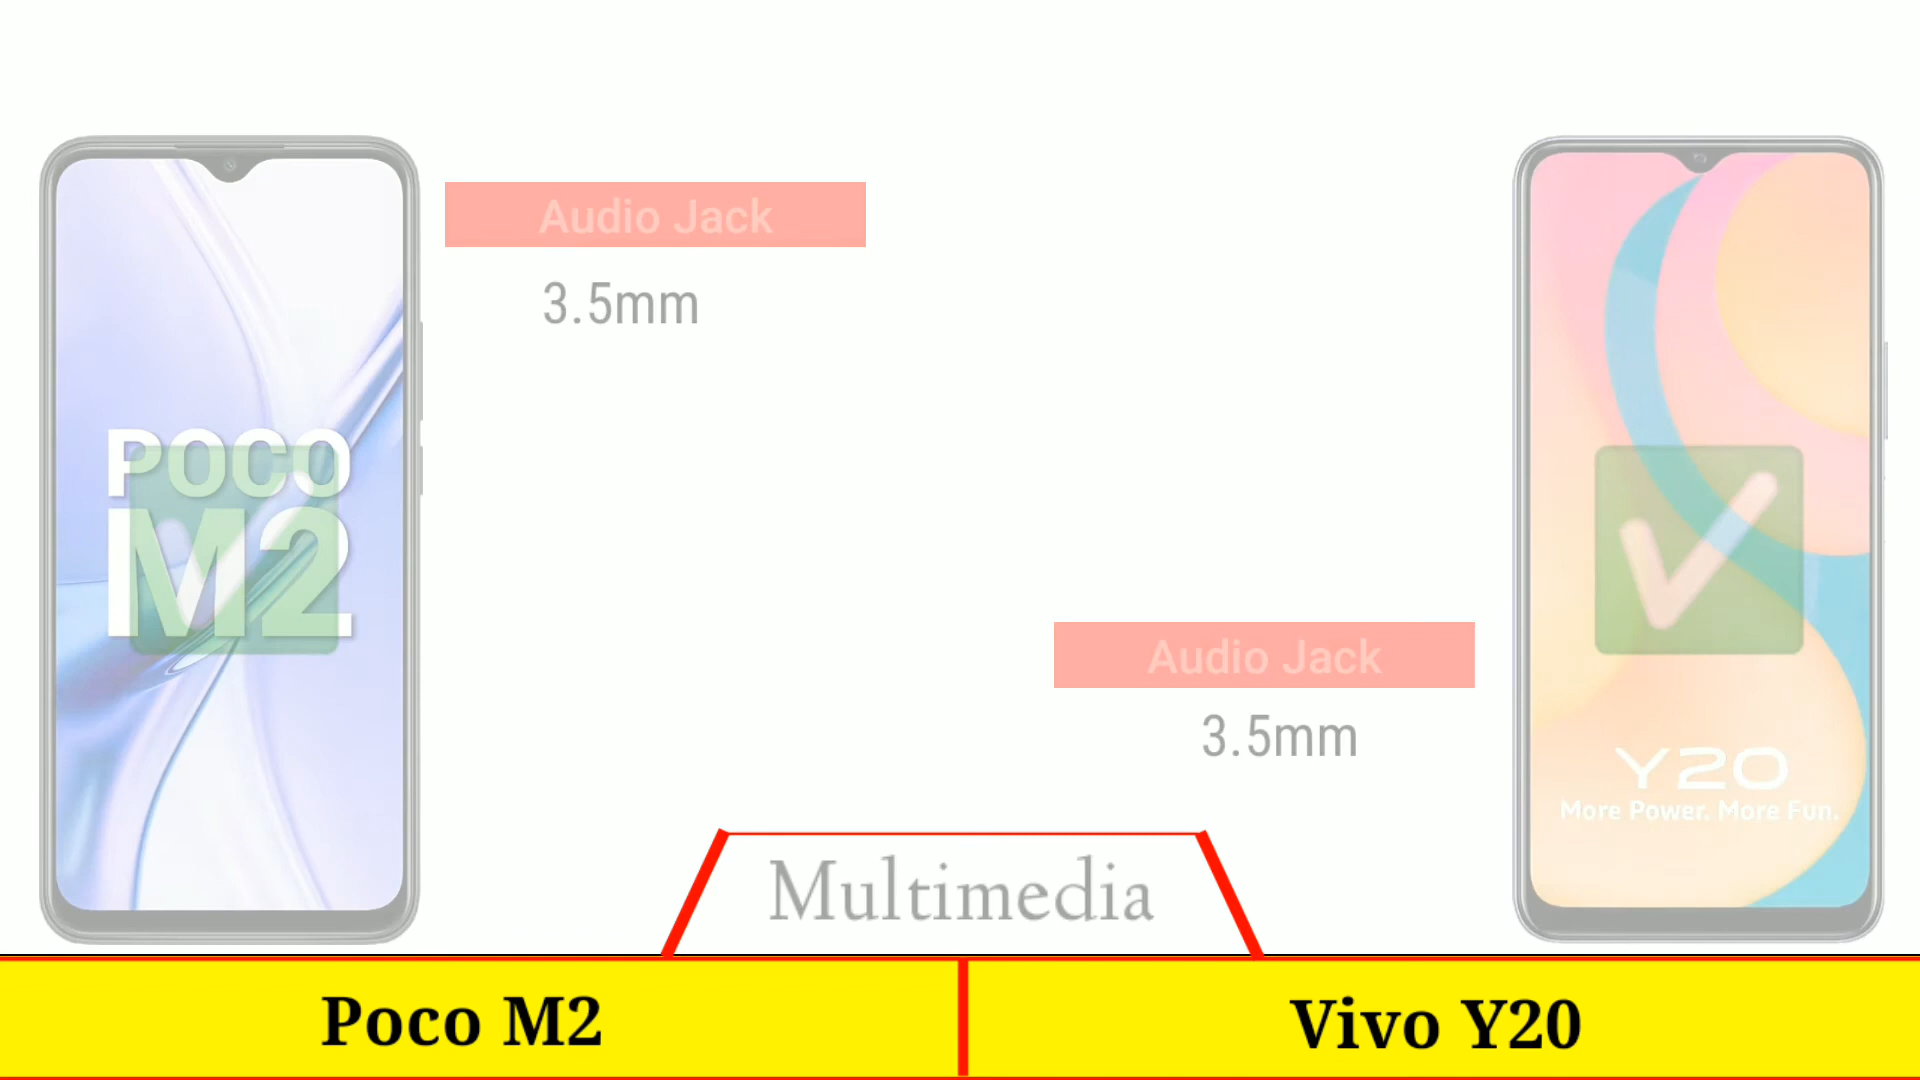 Audio Jack
3.5mm
POCO
M2
Audio Jack
3.5mm
Y20
More Power. More Fun.
Multimedia
Poco M2
Vivo Y20